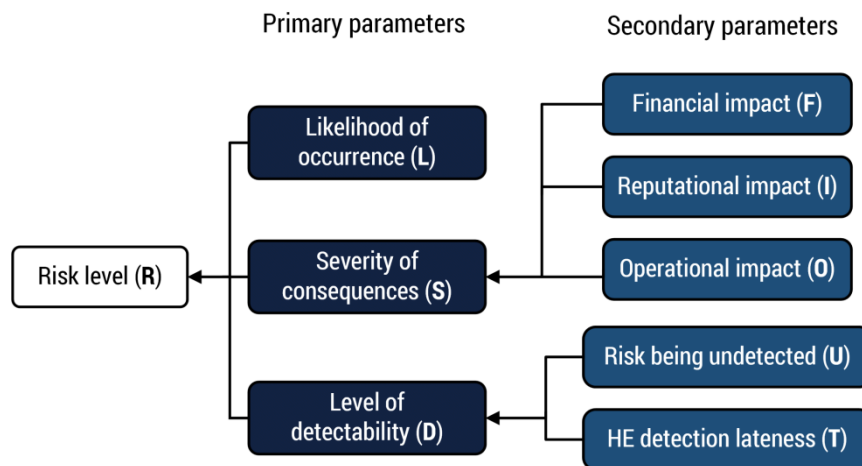 Primary parameters
Secondary parameters
Likelihood of
occurrence (L)
Severity of
consequences (S)
Level of
detectability (D)
Risk level (R)
Financial impact (F)
Reputational impact (I)
Operational impact (O)
Risk being undetected (U)
HE detection lateness (T)